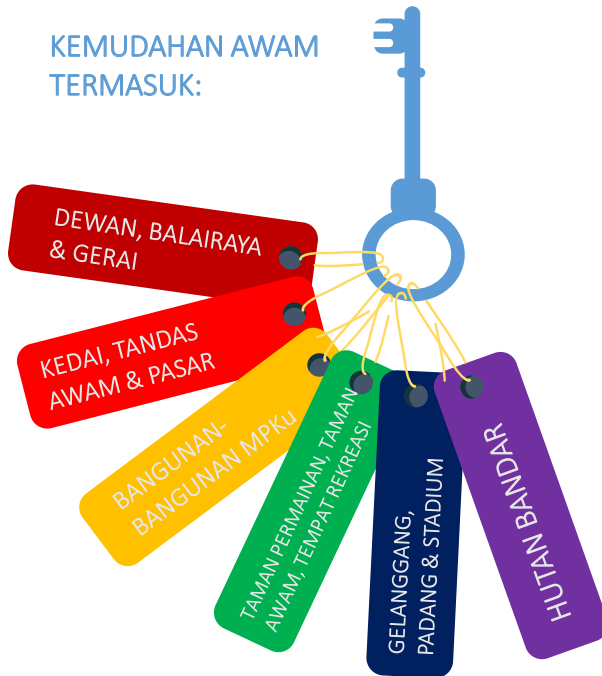 KEMUDAHAN AWAM
TERMASUK:
DEWAN, BALAIRAYA
& GERAI
KEDAI, TANDAS
AWAM & PASAR
BANGUNAN-
BANGUNAN MPKu
TAMAN PERMAINAN, TAMAN
AWAM, TEMPAT REKREASI
GELANGGANG,
PADANG & STADIUM
HUTAN BANDAR